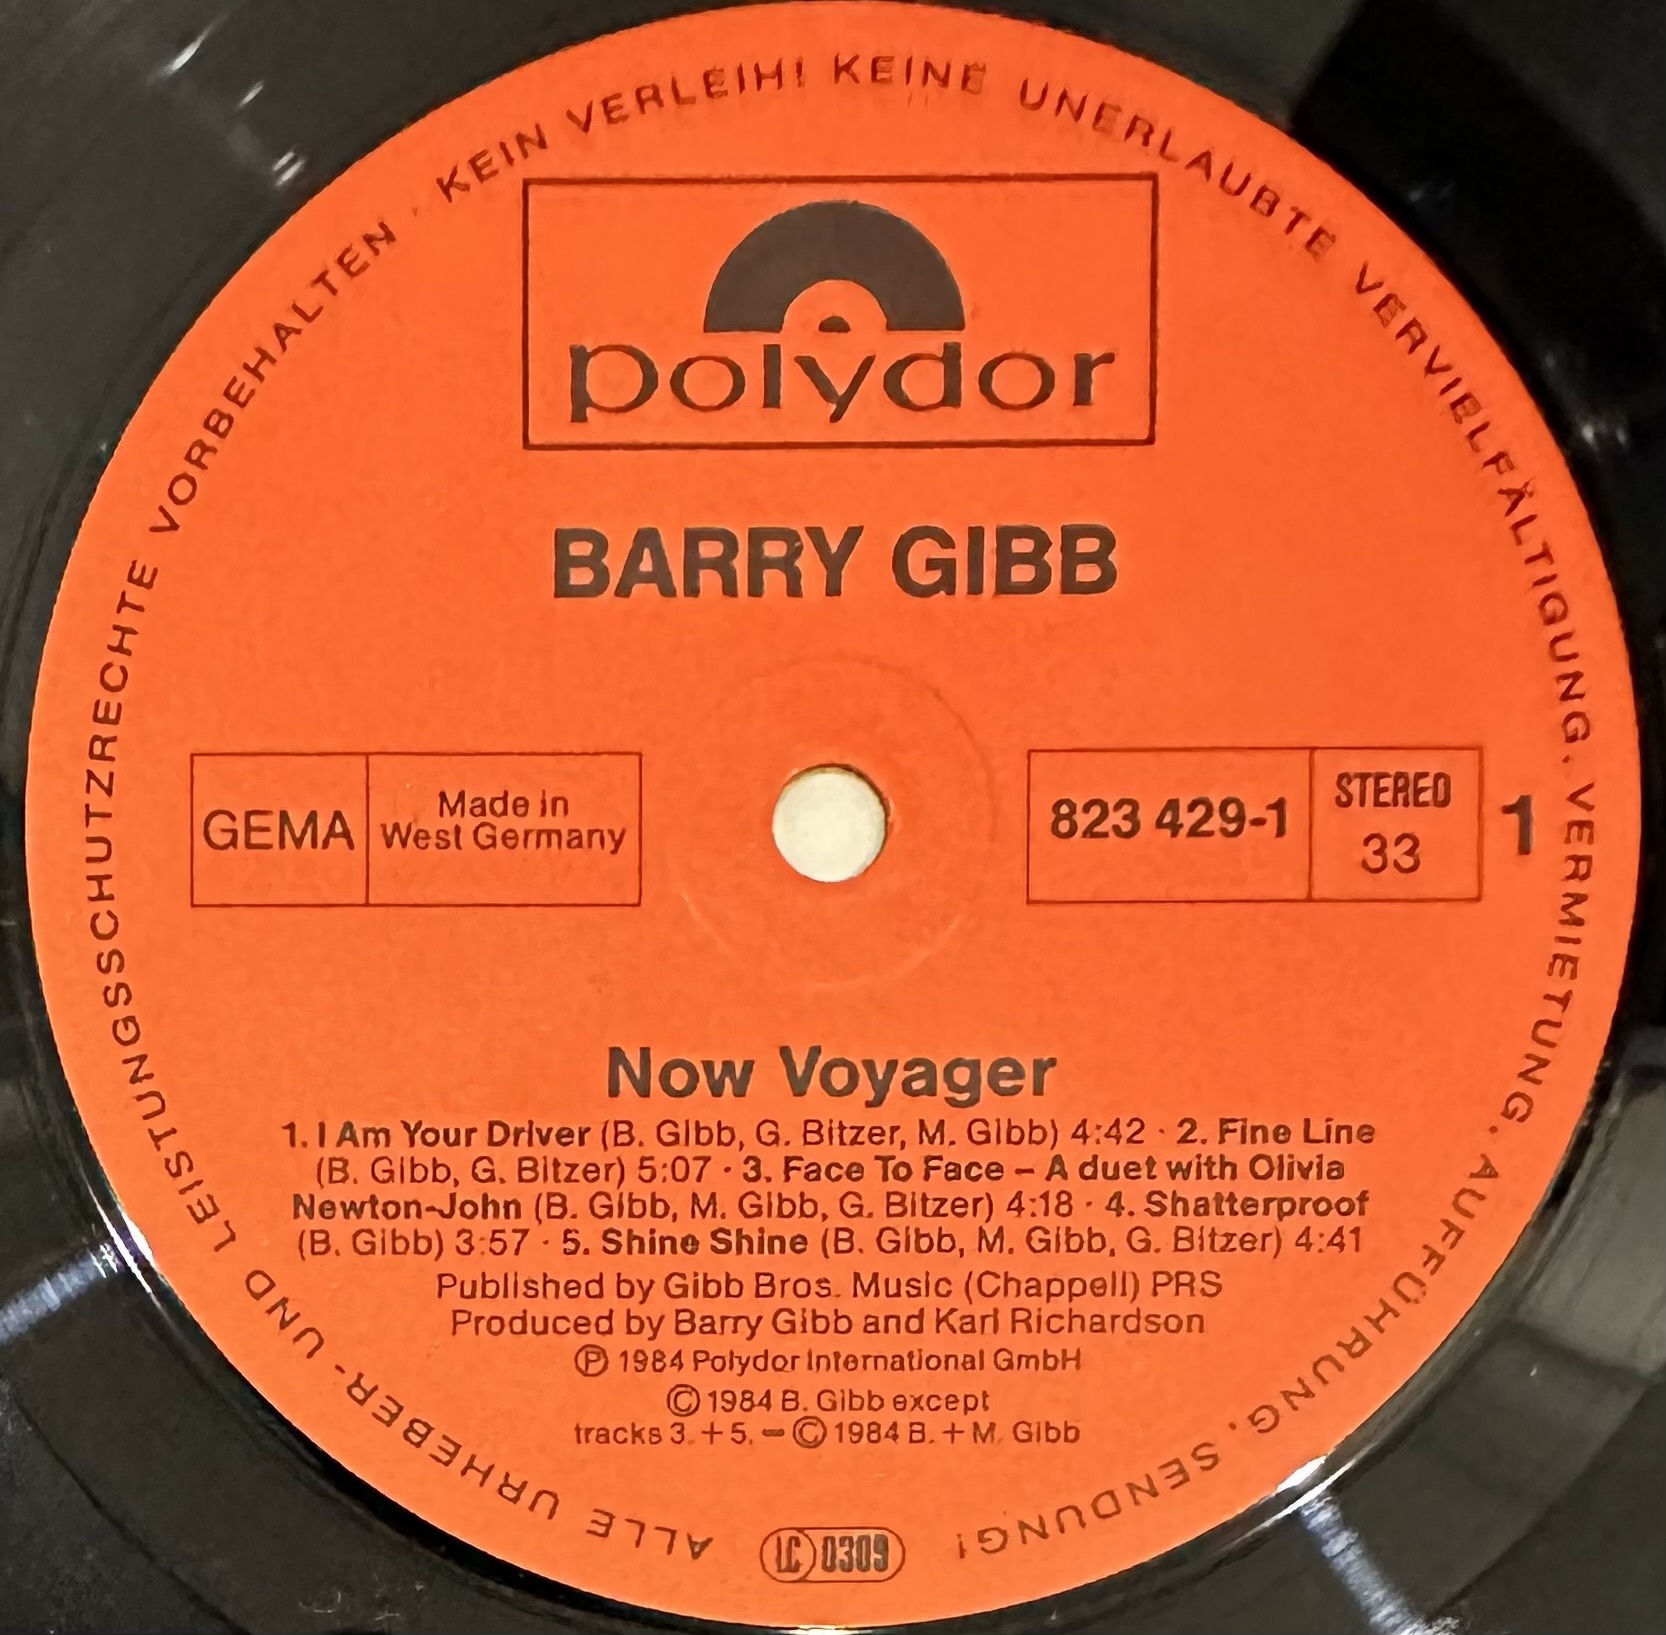 ALLE URHEBER- UND LEISTUNGSSCHUTZRECHTE VORBEHALTEN · KEIN VERLEIH! KEINE UNERLAUBTE VERVIELFÄLTIGUNG, VERMIETUNG, AUFFÜHRUNG, SENDUNG!
polydor
BARRY GIBB
GEMA
Made in
West Germany
823 429-1
STEREO
33
1
Now Voyager
1. I Am Your Driver (B. Gibb, G. Bitzer, M. Gibb) 4:42 · 2. Fine Line
(B. Gibb, G. Bitzer) 5:07 · 3. Face To Face – A duet with Olivia
Newton-John (B. Gibb, M. Gibb, G. Bitzer) 4:18 · 4. Shatterproof
(B. Gibb) 3:57 · 5. Shine Shine (B. Gibb, M. Gibb, G. Bitzer) 4:41
Published by Gibb Bros. Music (Chappell) PRS
Produced by Barry Gibb and Karl Richardson
℗ 1984 Polydor International GmbH
© 1984 B. Gibb except
tracks 3. + 5. – © 1984 B. + M. Gibb
LC 0309